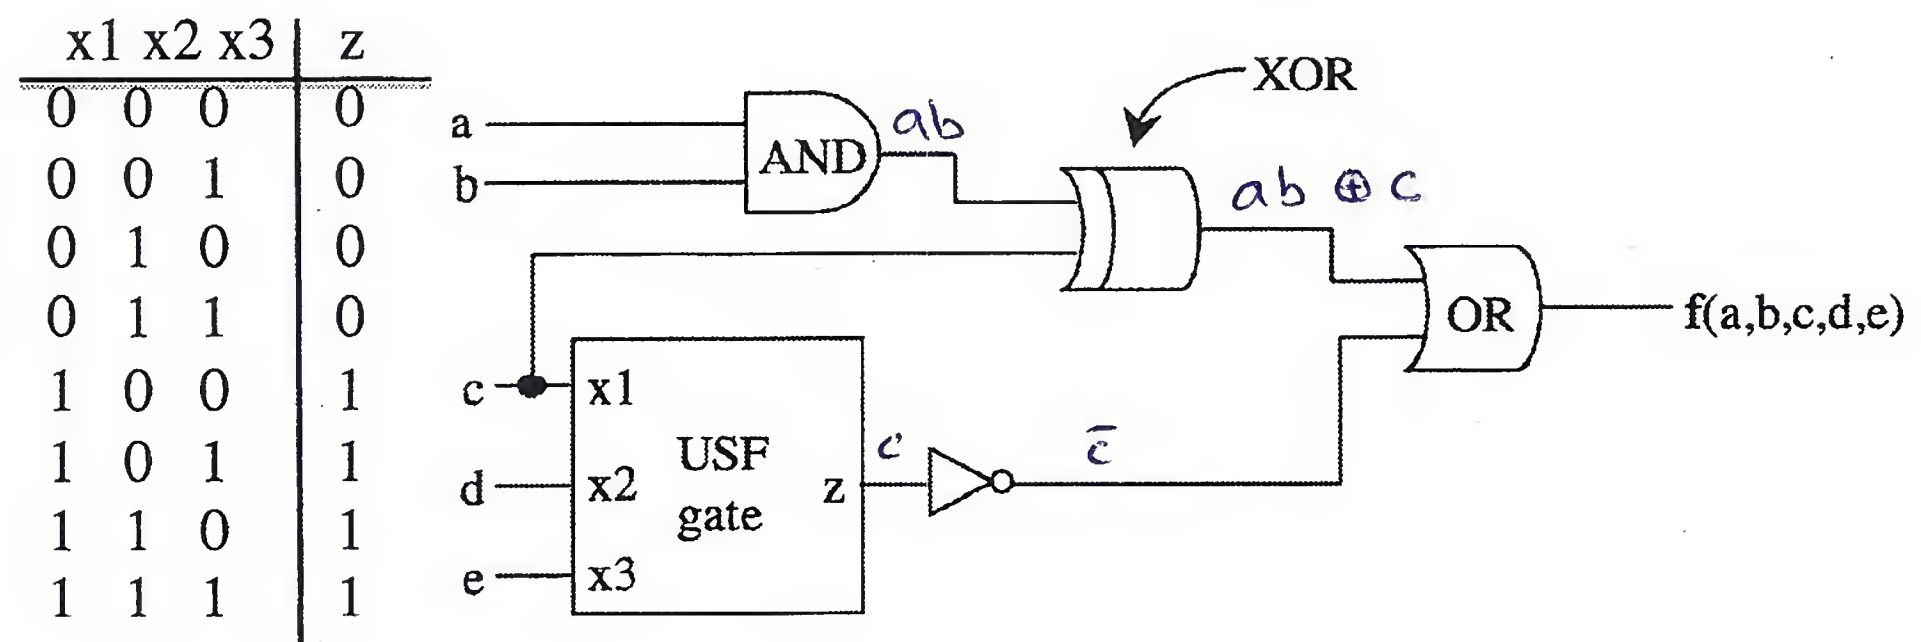 x1 x2 x3 z
0 0 0 0
0 0 1 0
0 1 0 0
0 1 1 0
1 0 0 1
1 0 1 1
1 1 0 1
1 1 1 1
XOR
a
b
AND
ab
ab ⊕ c
OR
f(a,b,c,d,e)
c
x1
d
x2
USF
gate
z
e
x3
c
c̄